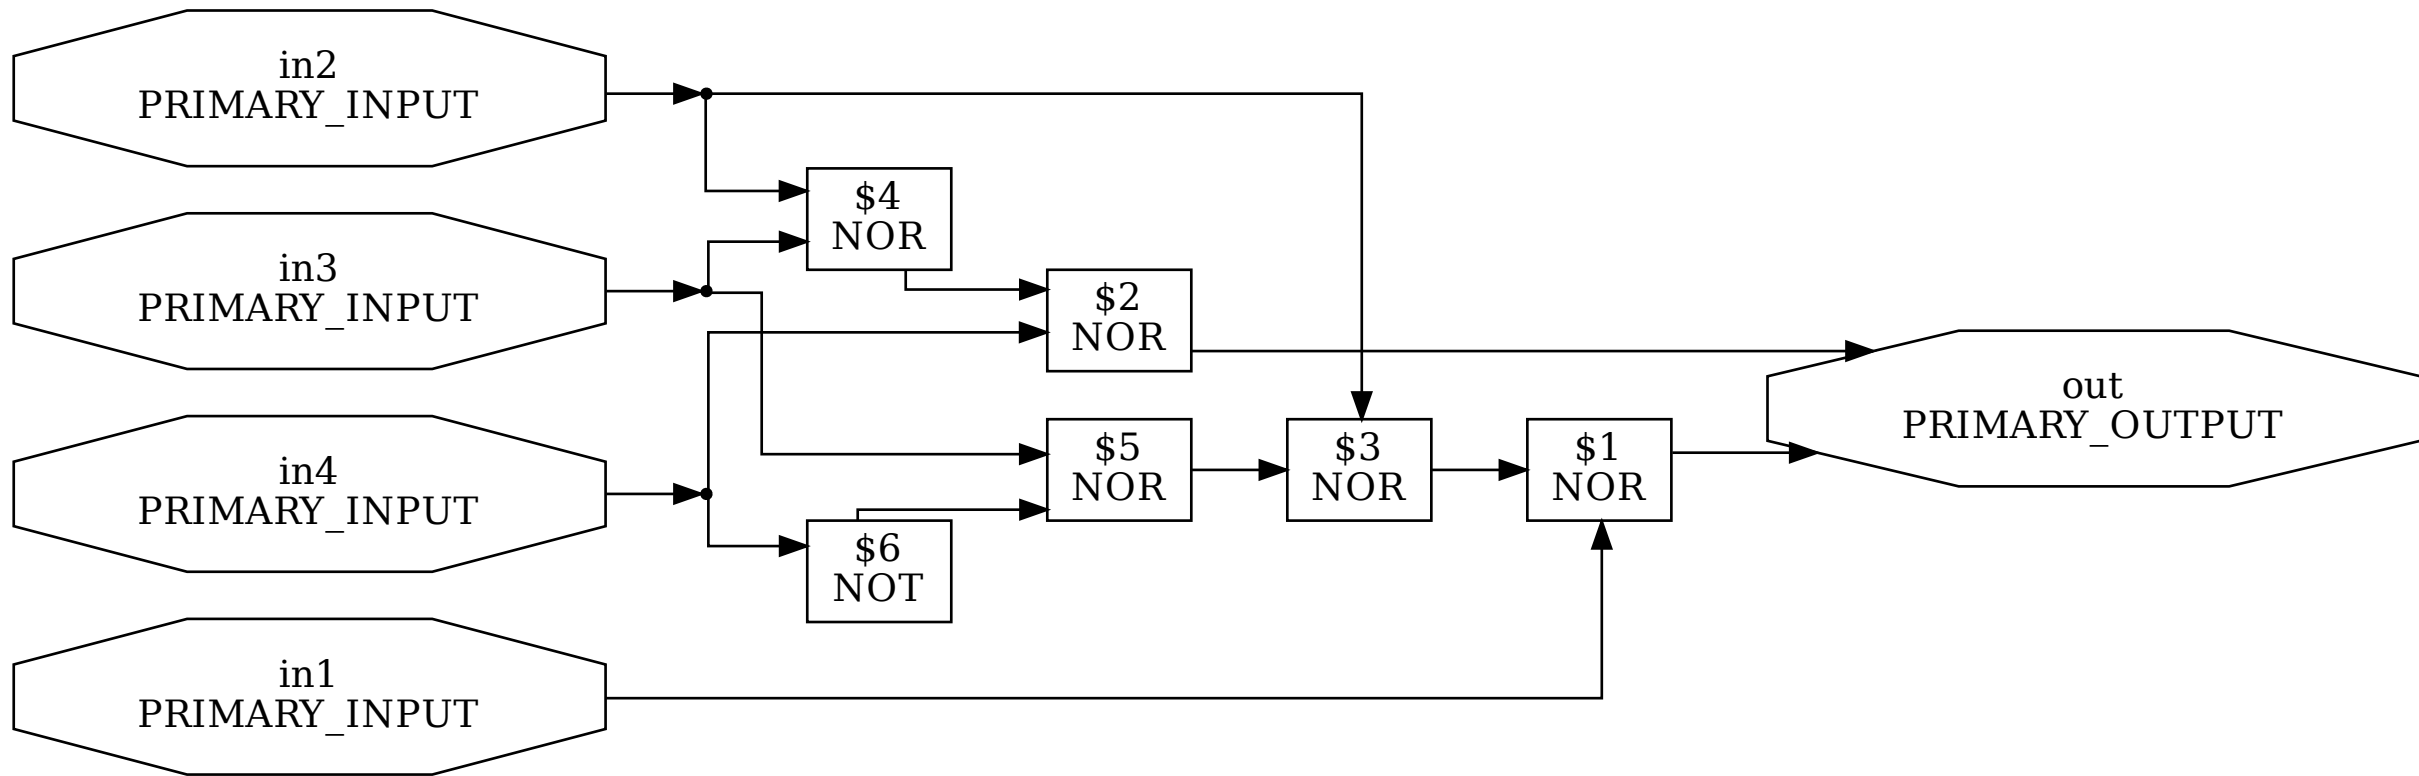 in2
PRIMARY_INPUT
in3
PRIMARY_INPUT
in4
PRIMARY_INPUT
in1
PRIMARY_INPUT
$4
NOR
$6
NOT
$2
NOR
$5
NOR
$3
NOR
$1
NOR
out
PRIMARY_OUTPUT